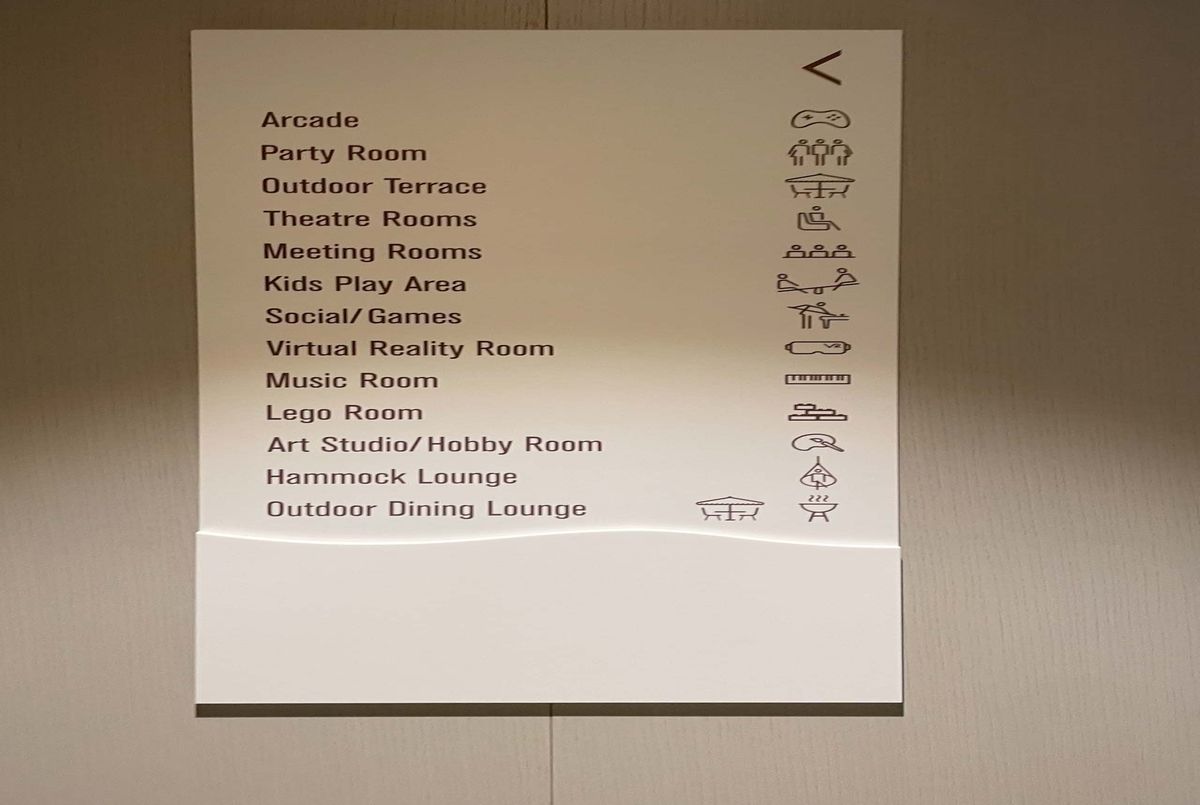 <
Arcade
Party Room
Outdoor Terrace
Theatre Rooms
Meeting Rooms
Kids Play Area
Social/Games
Virtual Reality Room
Music Room
Lego Room
Art Studio/Hobby Room
Hammock Lounge
Outdoor Dining Lounge